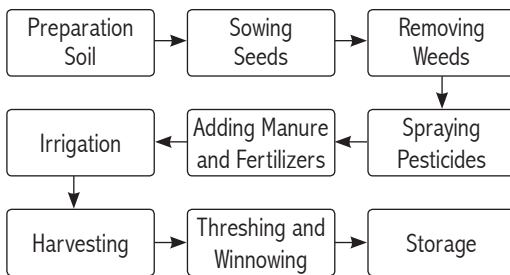 Preparation
Soil
Sowing
Seeds
Removing
Weeds
Spraying
Pesticides
Adding Manure
and Fertilizers
Irrigation
Harvesting
Threshing and
Winnowing
Storage